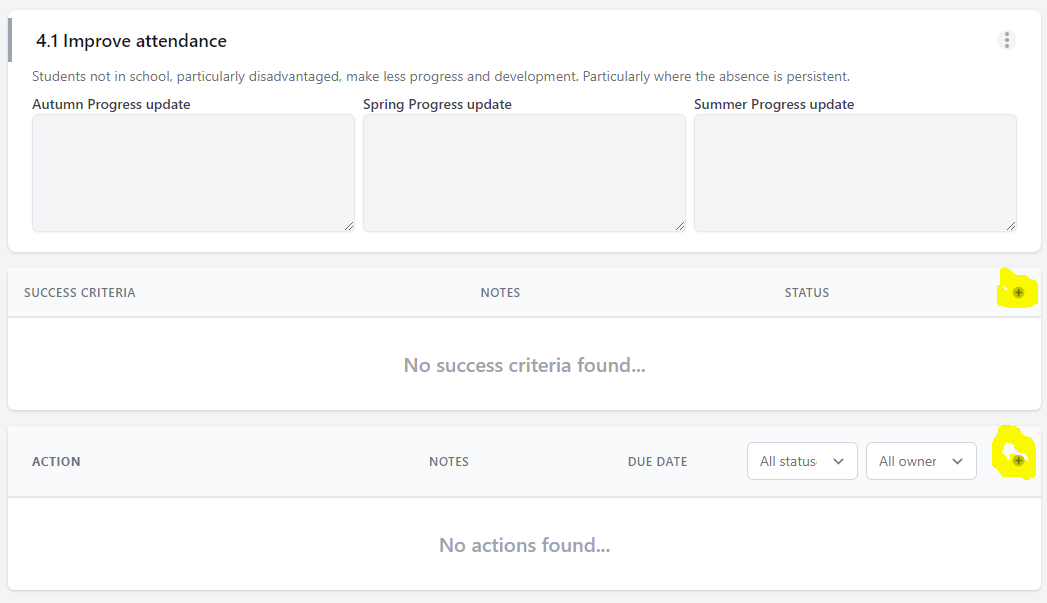 4.1 Improve attendance
Students not in school, particularly disadvantaged, make less progress and development. Particularly where the absence is persistent.
Autumn Progress update Spring Progress update Summer Progress update
SUCCESS CRITERIA NOTES STATUS
No success criteria found...
ACTION NOTES DUE DATE All status All owner
No actions found...